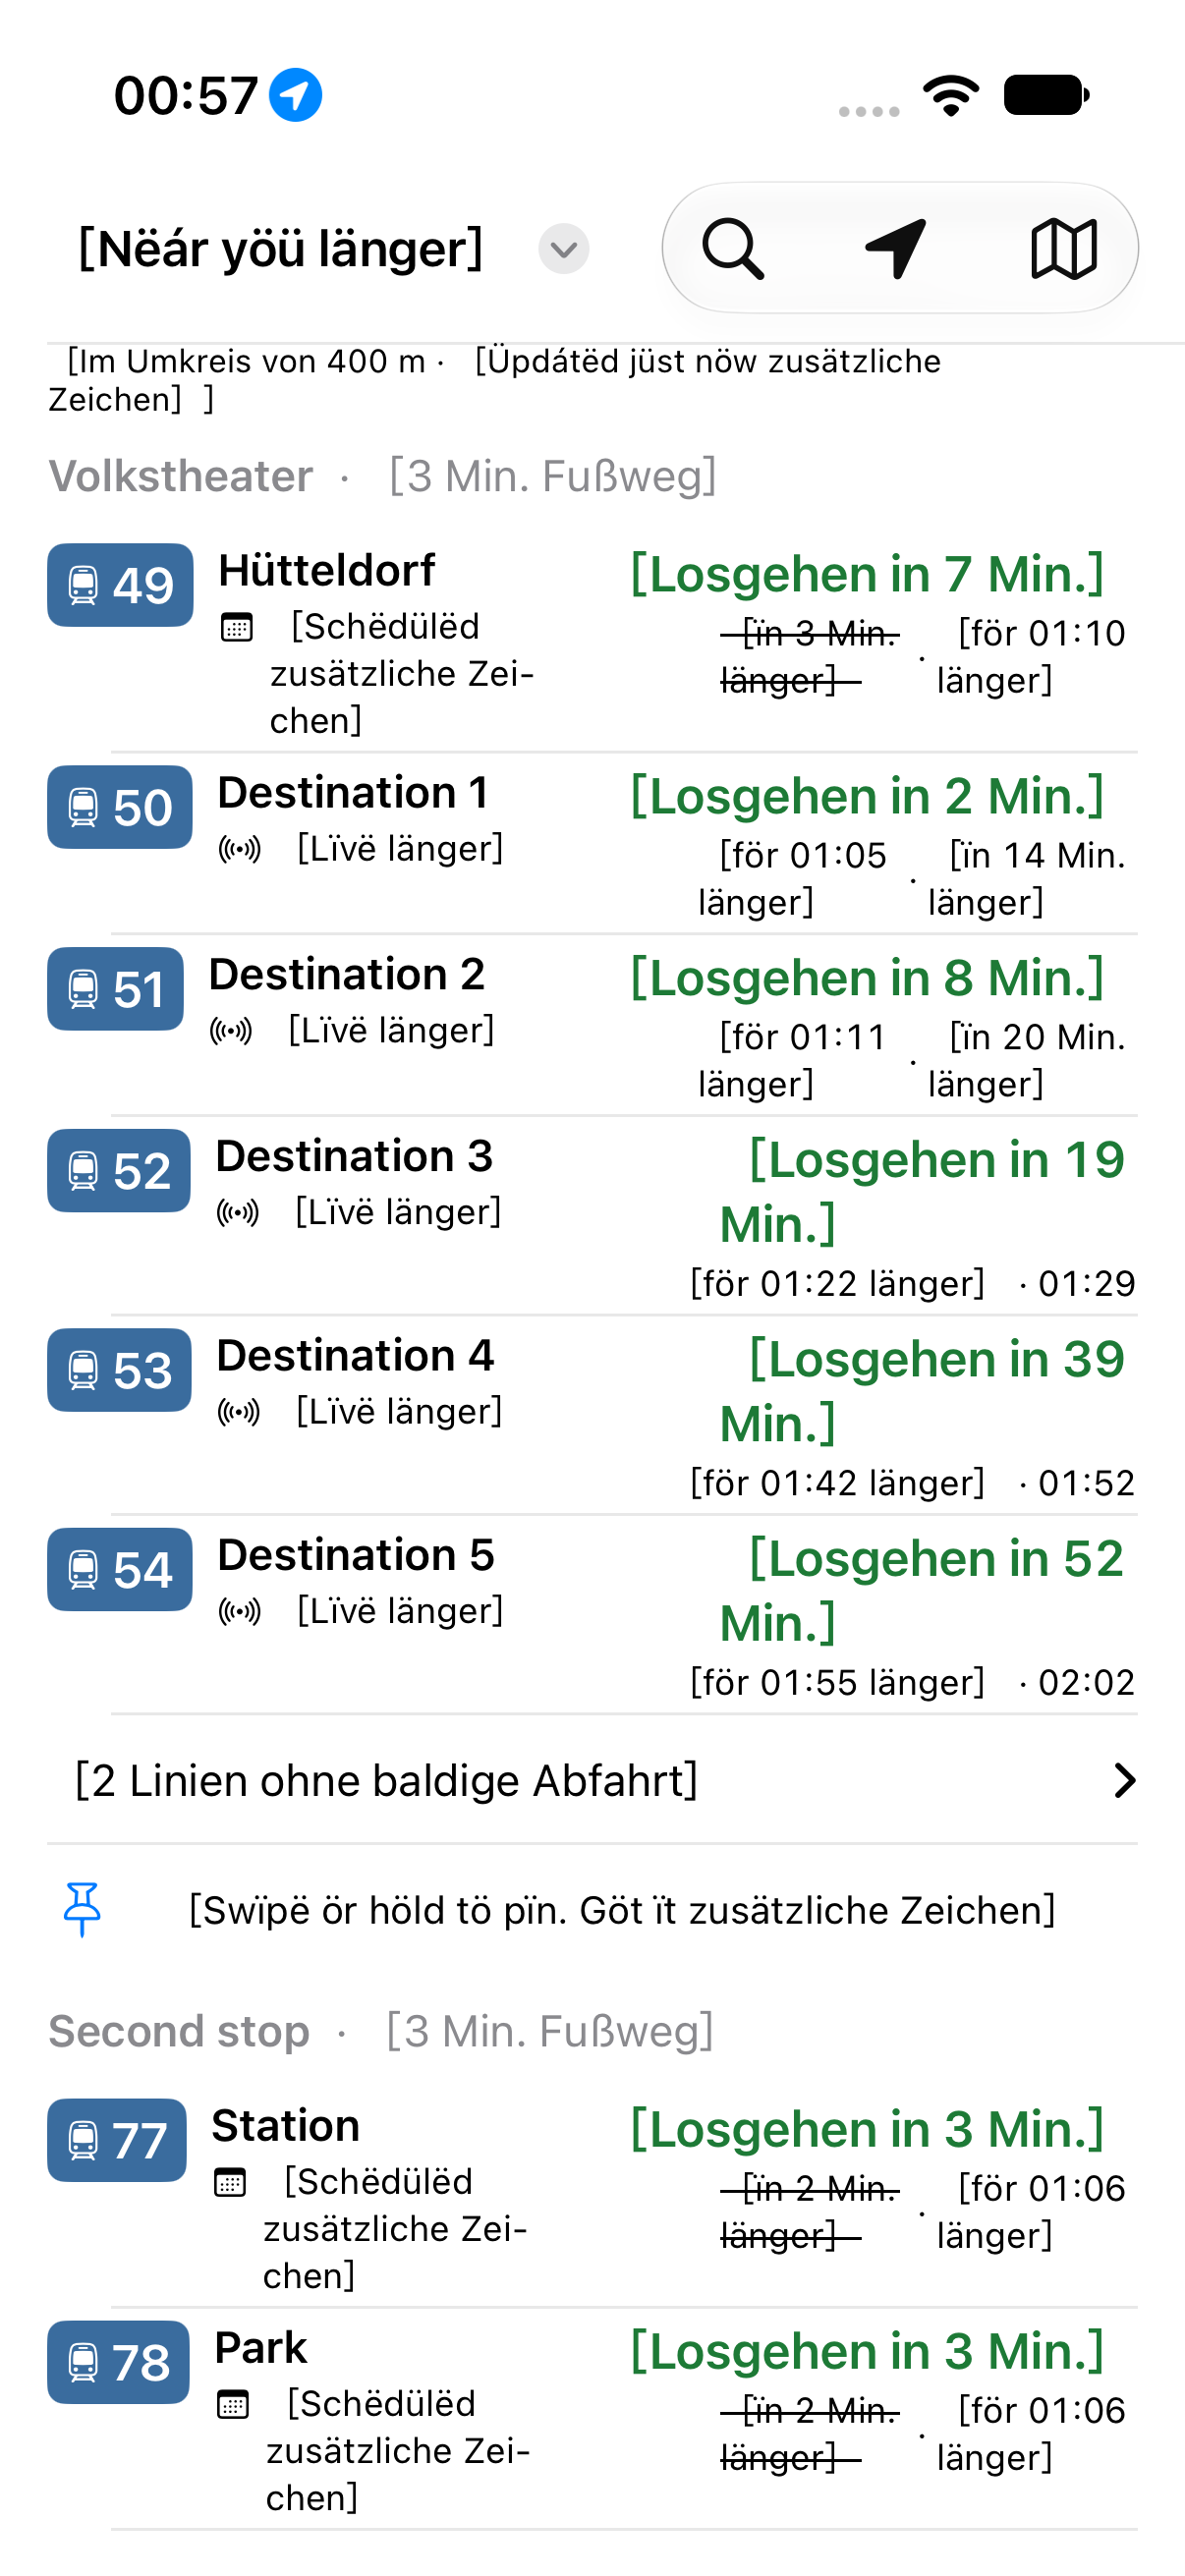 00:57
[Nëár yöü länger]
[Im Umkreis von 400 m · [Üpdátëd jüst nöw zusätzliche
Zeichen] ]
Volkstheater · [3 Min. Fußweg]
49 Hütteldorf [Losgehen in 7 Min.]
[Schëdülëd
zusätzliche Zei-
chen]
[ïn 3 Min.
länger]
· [för 01:10
länger]
50 Destination 1 [Losgehen in 2 Min.]
[Lïvë länger]
[för 01:05
länger]
· [ïn 14 Min.
länger]
51 Destination 2 [Losgehen in 8 Min.]
[Lïvë länger]
[för 01:11
länger]
· [ïn 20 Min.
länger]
52 Destination 3 [Losgehen in 19
Min.]
[Lïvë länger]
[för 01:22 länger] · 01:29
53 Destination 4 [Losgehen in 39
Min.]
[Lïvë länger]
[för 01:42 länger] · 01:52
54 Destination 5 [Losgehen in 52
Min.]
[Lïvë länger]
[för 01:55 länger] · 02:02
[2 Linien ohne baldige Abfahrt]
[Swïpë ör höld tö pïn. Göt ït zusätzliche Zeichen]
Second stop · [3 Min. Fußweg]
77 Station [Losgehen in 3 Min.]
[Schëdülëd
zusätzliche Zei-
chen]
[ïn 2 Min.
länger]
· [för 01:06
länger]
78 Park [Losgehen in 3 Min.]
[Schëdülëd
zusätzliche Zei-
chen]
[ïn 2 Min.
länger]
· [för 01:06
länger]